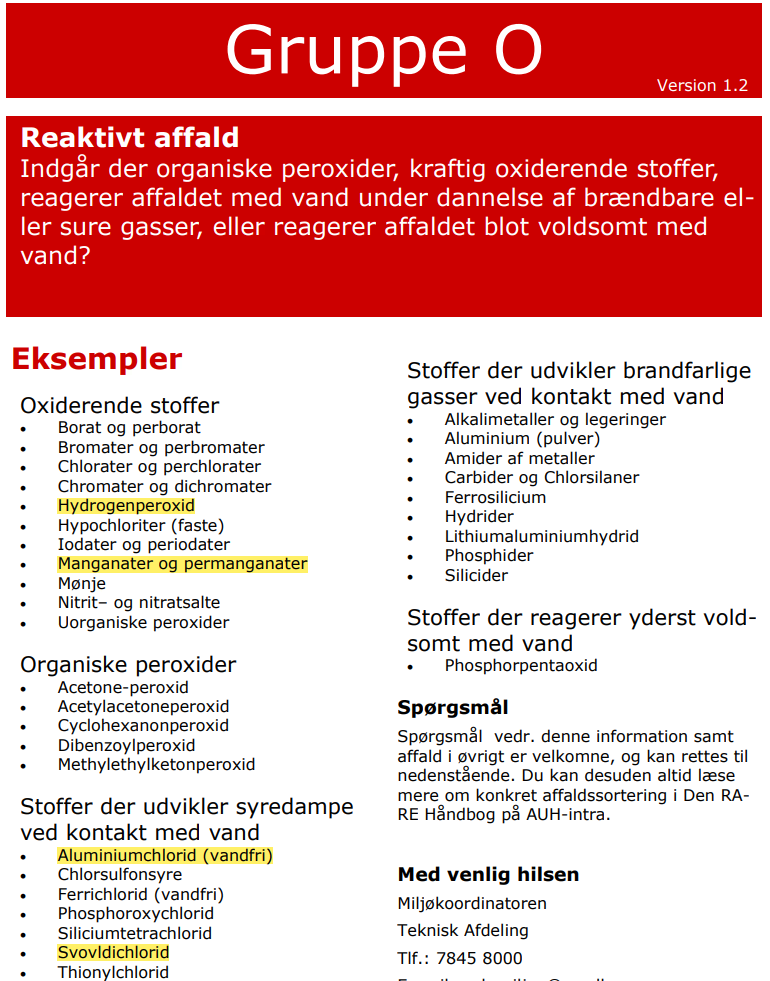 Gruppe O
Version 1.2
Reaktivt affald
Indgår der organiske peroxider, kraftig oxiderende stoffer,
reagerer affaldet med vand under dannelse af brændbare el-
ler sure gasser, eller reagerer affaldet blot voldsomt med
vand?
Eksempler
Oxiderende stoffer
• Borat og perborat
• Bromater og perbromater
• Chlorater og perchlorater
• Chromater og dichromater
• Hydrogenperoxid
• Hypochloriter (faste)
• Iodater og periodater
• Manganater og permanganater
• Mønje
• Nitrit– og nitratsalte
• Uorganiske peroxider
Organiske peroxider
• Acetone-peroxid
• Acetylacetoneperoxid
• Cyclohexanonperoxid
• Dibenzoylperoxid
• Methylethylketonperoxid
Stoffer der udvikler syredampe
ved kontakt med vand
• Aluminiumchlorid (vandfri)
• Chlorsulfonsyre
• Ferrichlorid (vandfri)
• Phosphoroxychlorid
• Siliciumtetrachlorid
• Svovldichlorid
• Thionylchlorid
Stoffer der udvikler brandfarlige
gasser ved kontakt med vand
• Alkalimetaller og legeringer
• Aluminium (pulver)
• Amider af metaller
• Carbider og Chlorsilaner
• Ferrosilicium
• Hydrider
• Lithiumaluminiumhydrid
• Phosphider
• Silicider
Stoffer der reagerer yderst vold-
somt med vand
• Phosphorpentaoxid
Spørgsmål
Spørgsmål  vedr. denne information samt
affald i øvrigt er velkomne, og kan rettes til
nedenstående. Du kan desuden altid læse
mere om konkret affaldssortering i Den RA-
RE Håndbog på AUH-intra.
Med venlig hilsen
Miljøkoordinatoren
Teknisk Afdeling
Tlf.: 7845 8000